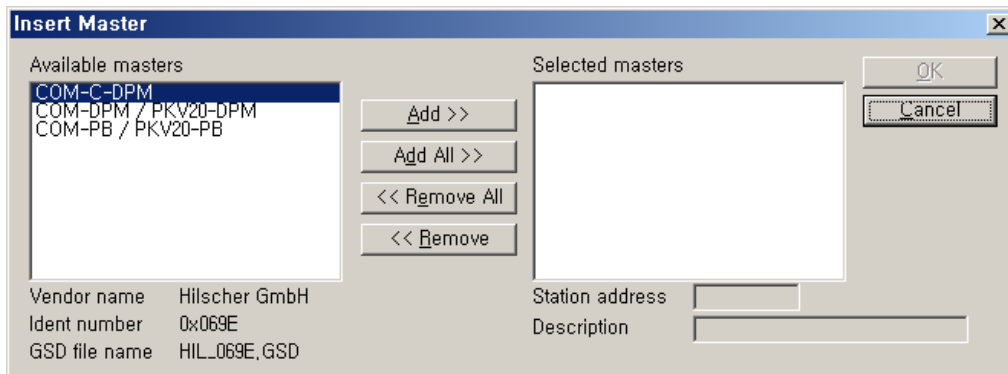 Insert Master
Available masters
COM-C-DPM
COM-DPM / PKV20-DPM
COM-PB / PKV20-PB
Add >>
Add All >>
<< Remove All
<< Remove
Selected masters
OK
Cancel
Vendor name Hilscher GmbH
Ident number 0x069E
GSD file name HIL_069E.GSD
Station address
Description